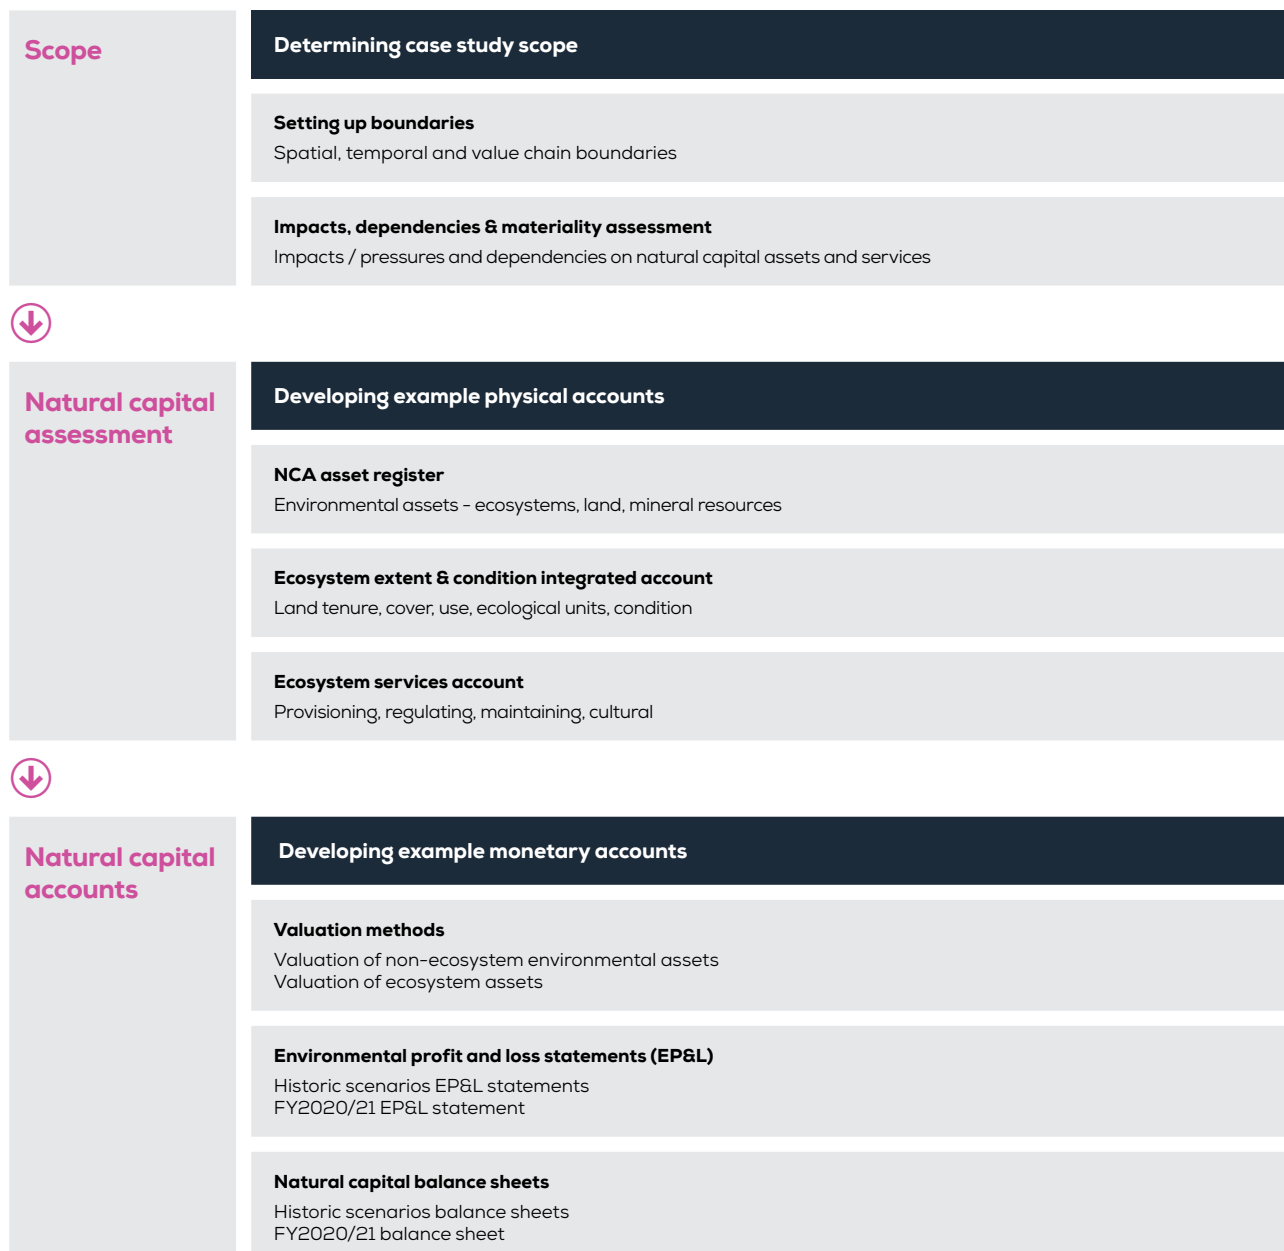 Scope
Determining case study scope
Setting up boundaries
Spatial, temporal and value chain boundaries
Impacts, dependencies & materiality assessment
Impacts / pressures and dependencies on natural capital assets and services
Natural capital
assessment
Developing example physical accounts
NCA asset register
Environmental assets - ecosystems, land, mineral resources
Ecosystem extent & condition integrated account
Land tenure, cover, use, ecological units, condition
Ecosystem services account
Provisioning, regulating, maintaining, cultural
Natural capital
accounts
Developing example monetary accounts
Valuation methods
Valuation of non-ecosystem environmental assets
Valuation of ecosystem assets
Environmental profit and loss statements (EP&L)
Historic scenarios EP&L statements
FY2020/21 EP&L statement
Natural capital balance sheets
Historic scenarios balance sheets
FY2020/21 balance sheet